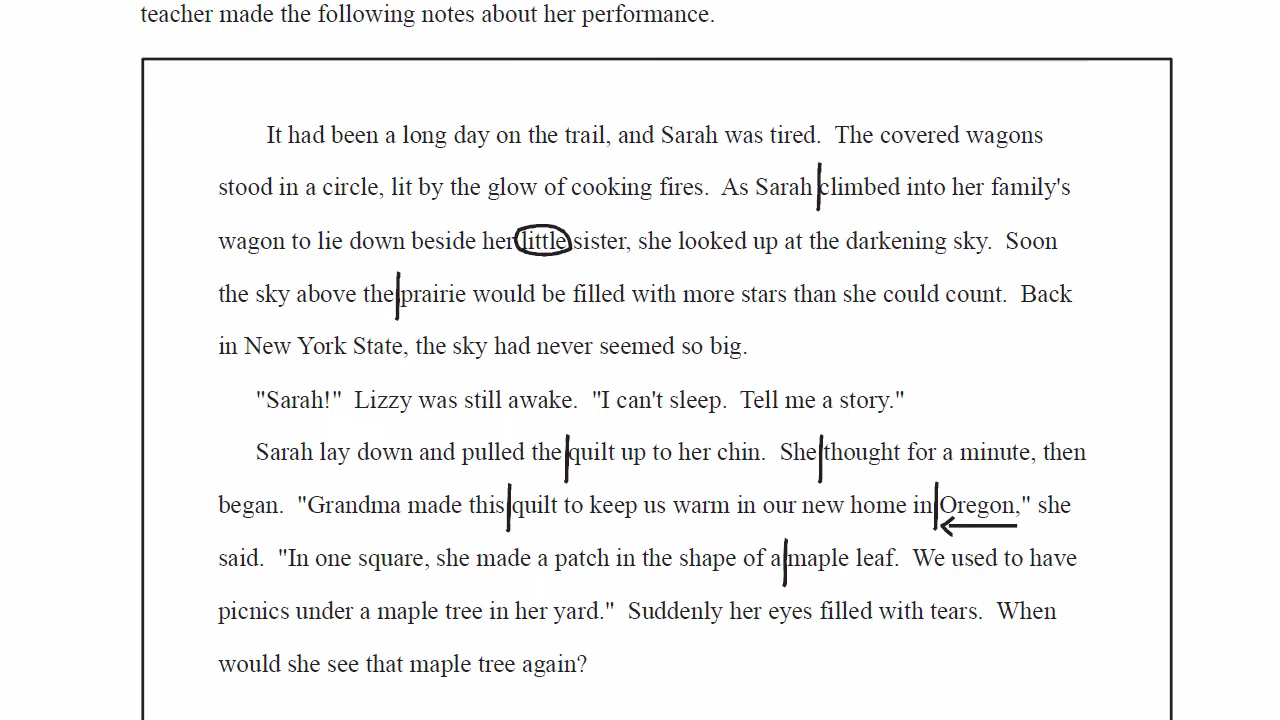 teacher made the following notes about her performance.
It had been a long day on the trail, and Sarah was tired. The covered wagons
stood in a circle, lit by the glow of cooking fires. As Sarah climbed into her family's
wagon to lie down beside her little sister, she looked up at the darkening sky. Soon
the sky above the prairie would be filled with more stars than she could count. Back
in New York State, the sky had never seemed so big.
"Sarah!" Lizzy was still awake. "I can't sleep. Tell me a story."
Sarah lay down and pulled the quilt up to her chin. She thought for a minute, then
began. "Grandma made this quilt to keep us warm in our new home in Oregon," she
said. "In one square, she made a patch in the shape of a maple leaf. We used to have
picnics under a maple tree in her yard." Suddenly her eyes filled with tears. When
would she see that maple tree again?